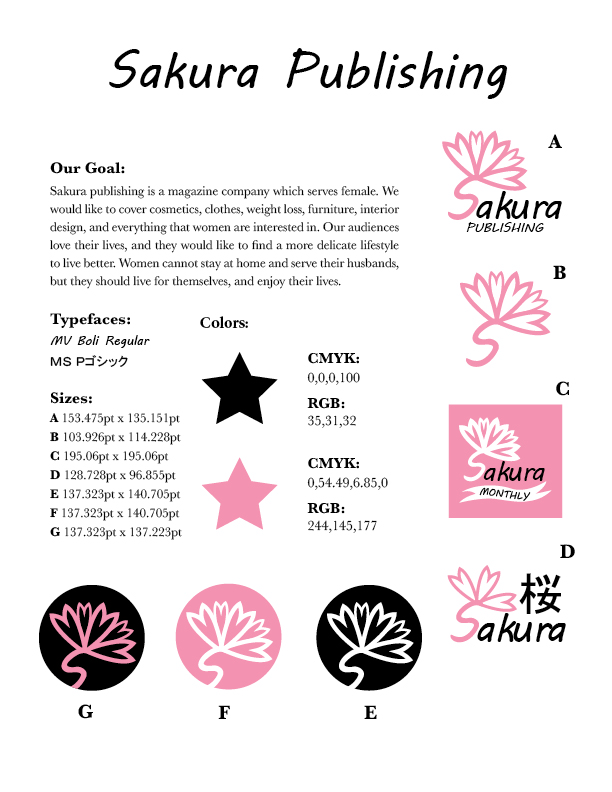 Sakura Publishing
Our Goal:
Sakura publishing is a magazine company which serves female. We
would like to cover cosmetics, clothes, weight loss, furniture, interior
design, and everything that women are interested in. Our audiences
love their lives, and they would like to find a more delicate lifestyle
to live better. Women cannot stay at home and serve their husbands,
but they should live for themselves, and enjoy their lives.
Typefaces:
MV Boli Regular
MS Pゴシック
Sizes:
A 153.475pt x 135.151pt
B 103.926pt x 114.228pt
C 195.06pt x 195.06pt
D 128.728pt x 96.855pt
E 137.323pt x 140.705pt
F 137.323pt x 140.705pt
G 137.323pt x 137.223pt
Colors:
CMYK:
0,0,0,100
RGB:
35,31,32
CMYK:
0,54.49,6.85,0
RGB:
244,145,177
A
Sakura
PUBLISHING
B
C
Sakura
MONTHLY
D
桜
Sakura
G
F
E